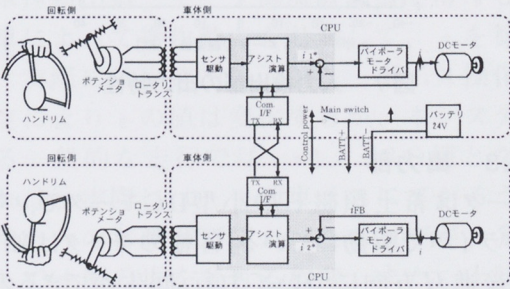 回転側
車体側
CPU
センサ
駆動
アシスト
演算
i 1*
+
−
バイポーラ
モータ
ドライバ
i
DCモータ
ポテンショ
メータ
ロータリ
トランス
ハンドリム
Com.
I/F
TX
RX
Control power
Main switch
BATT+
BATT−
バッテリ
24V
TX
RX
Com.
I/F
回転側
車体側
ハンドリム
ポテンショ
メータ
ロータリ
トランス
センサ
駆動
アシスト
演算
i 2*
+
−
iFB
バイポーラ
モータ
ドライバ
i
DCモータ
CPU